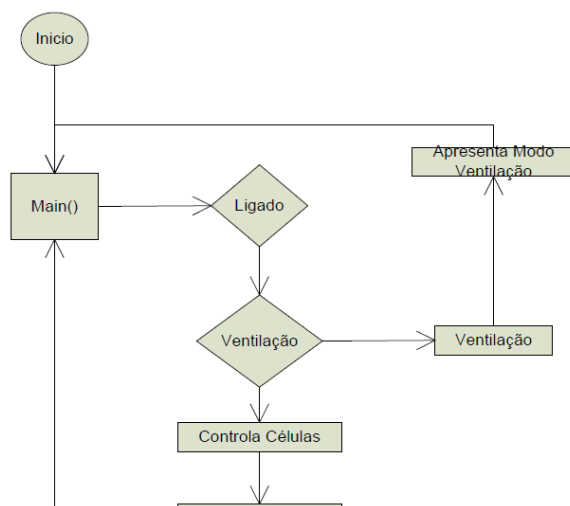 Inicio
Apresenta Modo
Ventilação
Main()
Ligado
Ventilação
Ventilação
Controla Células